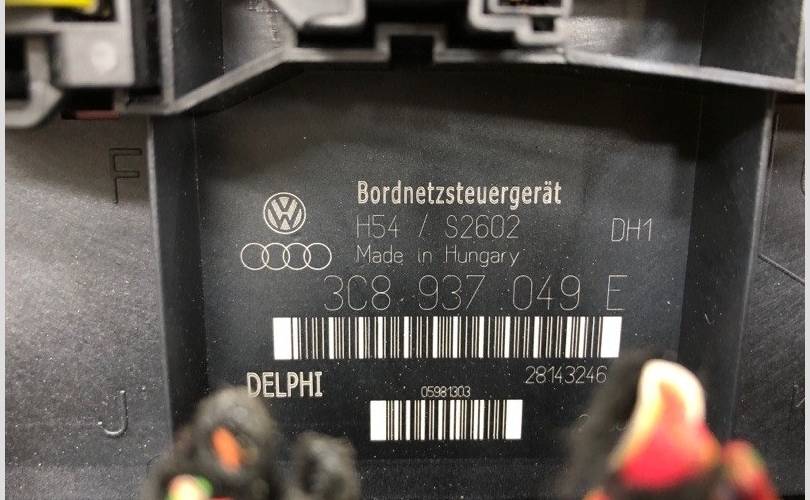 F
Bordnetzsteuergerät
H54 / S2602
DH1
Made in Hungary
3C8 937 049 E
DELPHI
28143246
05981303
J